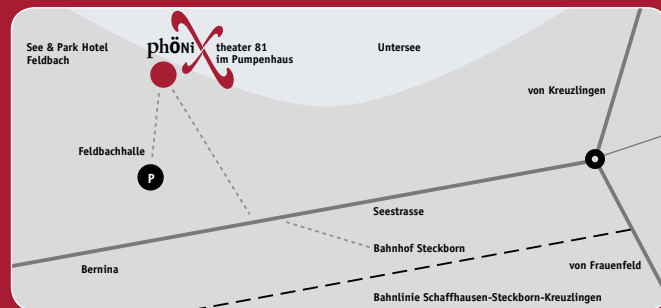 See & Park Hotel
Feldbach
phöNiX
theater 81
im Pumpenhaus
Untersee
von Kreuzlingen
Feldbachhalle
P
Seestrasse
Bahnhof Steckborn
Bernina
von Frauenfeld
Bahnlinie Schaffhausen-Steckborn-Kreuzlingen